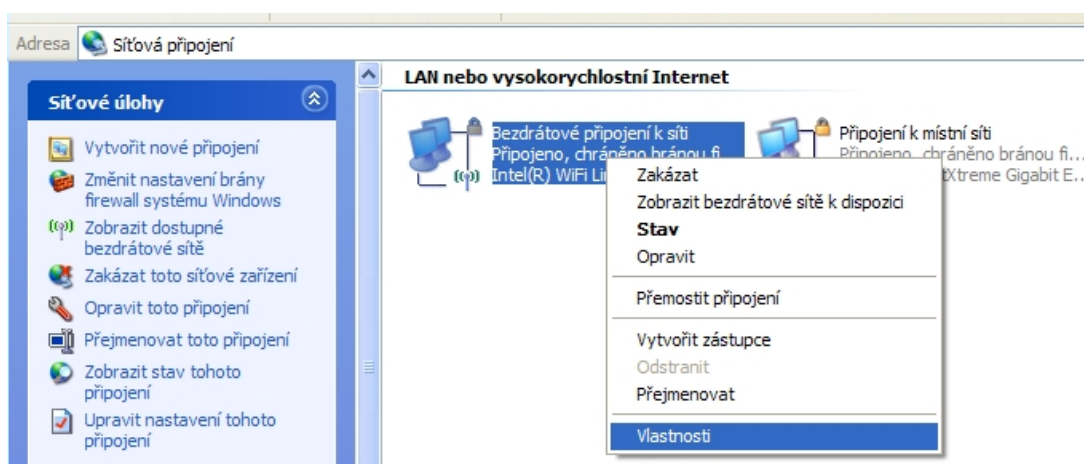 Adresa Síťová připojení
Síťové úlohy
Vytvořit nové připojení
Změnit nastavení brány
firewall systému Windows
Zobrazit dostupné
bezdrátové sítě
Zakázat toto síťové zařízení
Opravit toto připojení
Přejmenovat toto připojení
Zobrazit stav tohoto
připojení
Upravit nastavení tohoto
připojení
LAN nebo vysokorychlostní Internet
Bezdrátové připojení k síti
Připojeno, chráněno bránou fi...
Intel(R) WiFi
Připojení k místní síti
Připojeno, chráněno bránou fi...
Gigabit E...
Zakázat
Zobrazit bezdrátové sítě k dispozici
Stav
Opravit
Přemostit připojení
Vytvořit zástupce
Odstranit
Přejmenovat
Vlastnosti